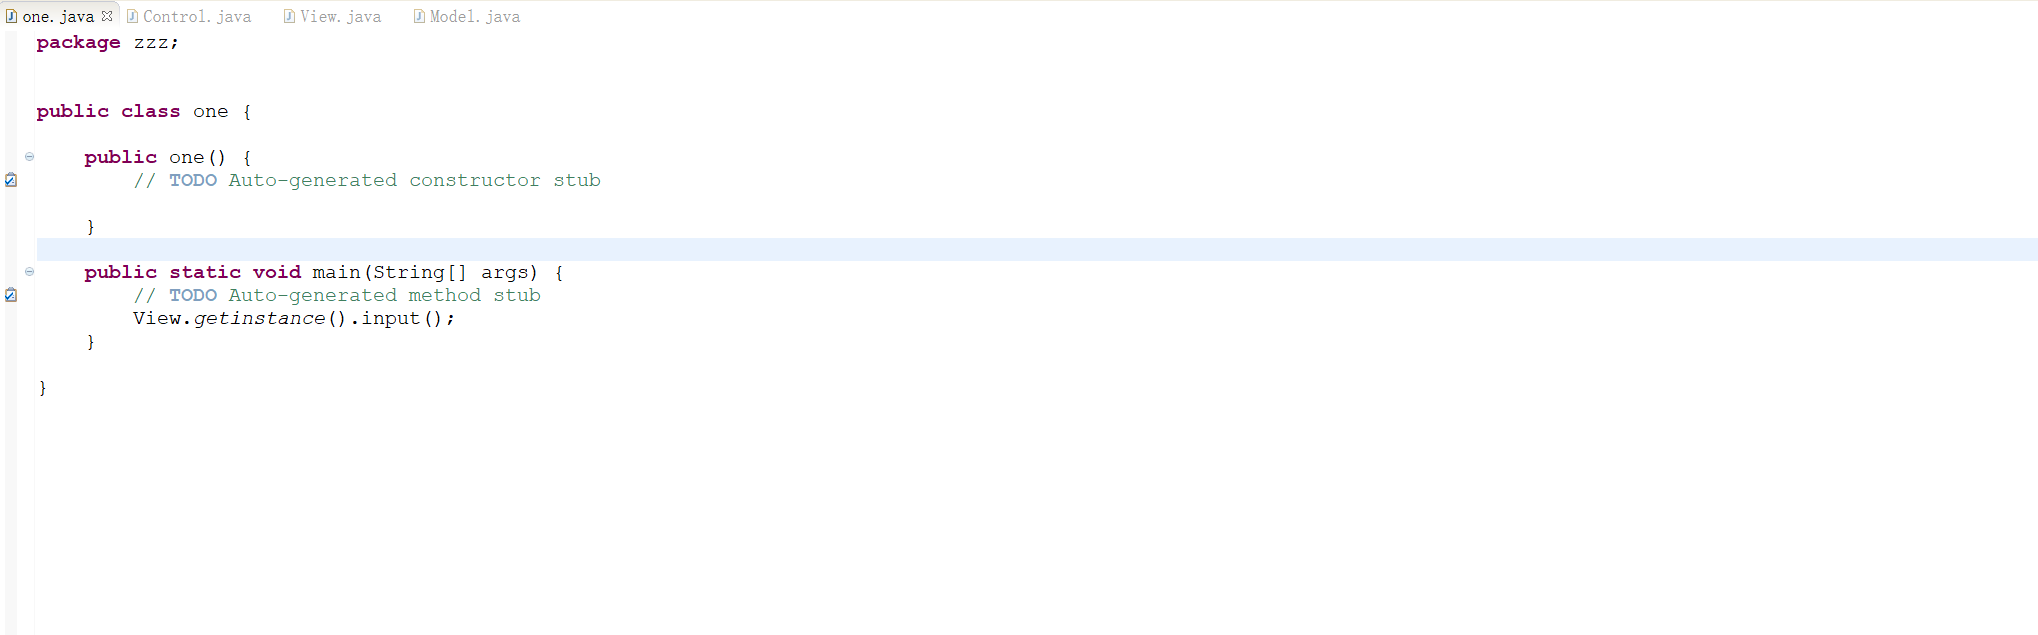 one.java Control.java View.java Model.java
package zzz;
public class one {
public one() {
// TODO Auto-generated constructor stub
}
public static void main(String[] args) {
// TODO Auto-generated method stub
View.getinstance().input();
}
}